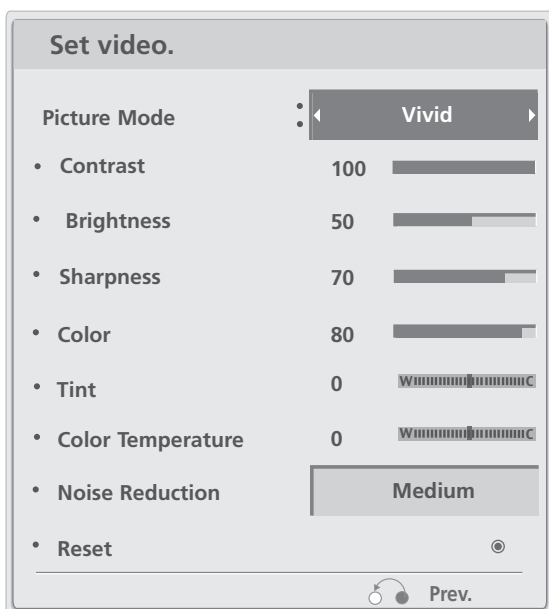 Set video.
Picture Mode : Vivid
• Contrast 100
• Brightness 50
• Sharpness 70
• Color 80
• Tint 0 W C
• Color Temperature 0 W C
• Noise Reduction Medium
• Reset
Prev.